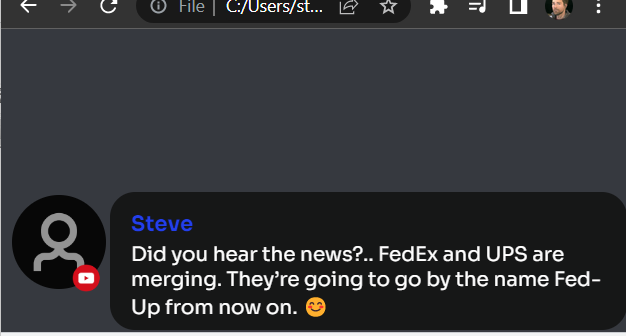 File | C:/Users/st...
Steve
Did you hear the news?.. FedEx and UPS are
merging. They’re going to go by the name Fed-
Up from now on. 😊